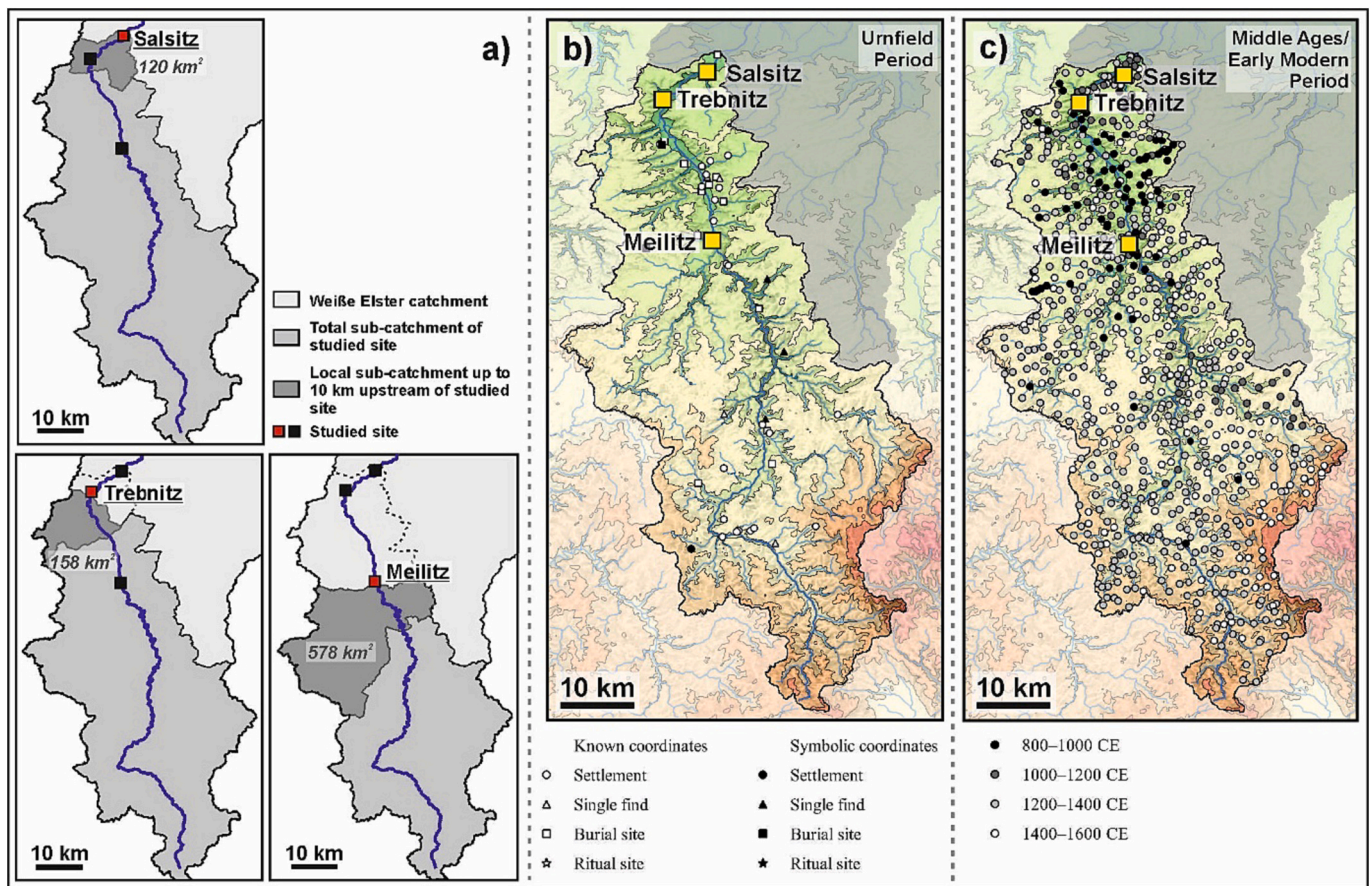 a)
Salsitz
120 km²
10 km
Weiße Elster catchment
Total sub-catchment of
studied site
Local sub-catchment up to
10 km upstream of studied
site
Studied site
Trebnitz
158 km²
10 km
Meilitz
578 km²
10 km
b)
Urnfield
Period
Salsitz
Trebnitz
Meilitz
10 km
Known coordinates
Settlement
Single find
Burial site
Ritual site
Symbolic coordinates
Settlement
Single find
Burial site
Ritual site
c)
Middle Ages/
Early Modern
Period
Salsitz
Trebnitz
Meilitz
10 km
800–1000 CE
1000–1200 CE
1200–1400 CE
1400–1600 CE